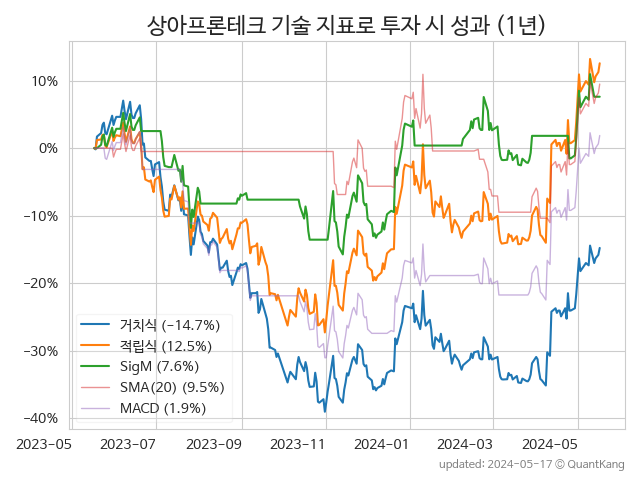 상아프론테크 기술 지표로 투자 시 성과 (1년)
10%
0%
−10%
−20%
−30%
−40%
거치식 (−14.7%)
적립식 (12.5%)
SigM (7.6%)
SMA(20) (9.5%)
MACD (1.9%)
2023-05 2023-07 2023-09 2023-11 2024-01 2024-03 2024-05
updated: 2024-05-17 © QuantKang